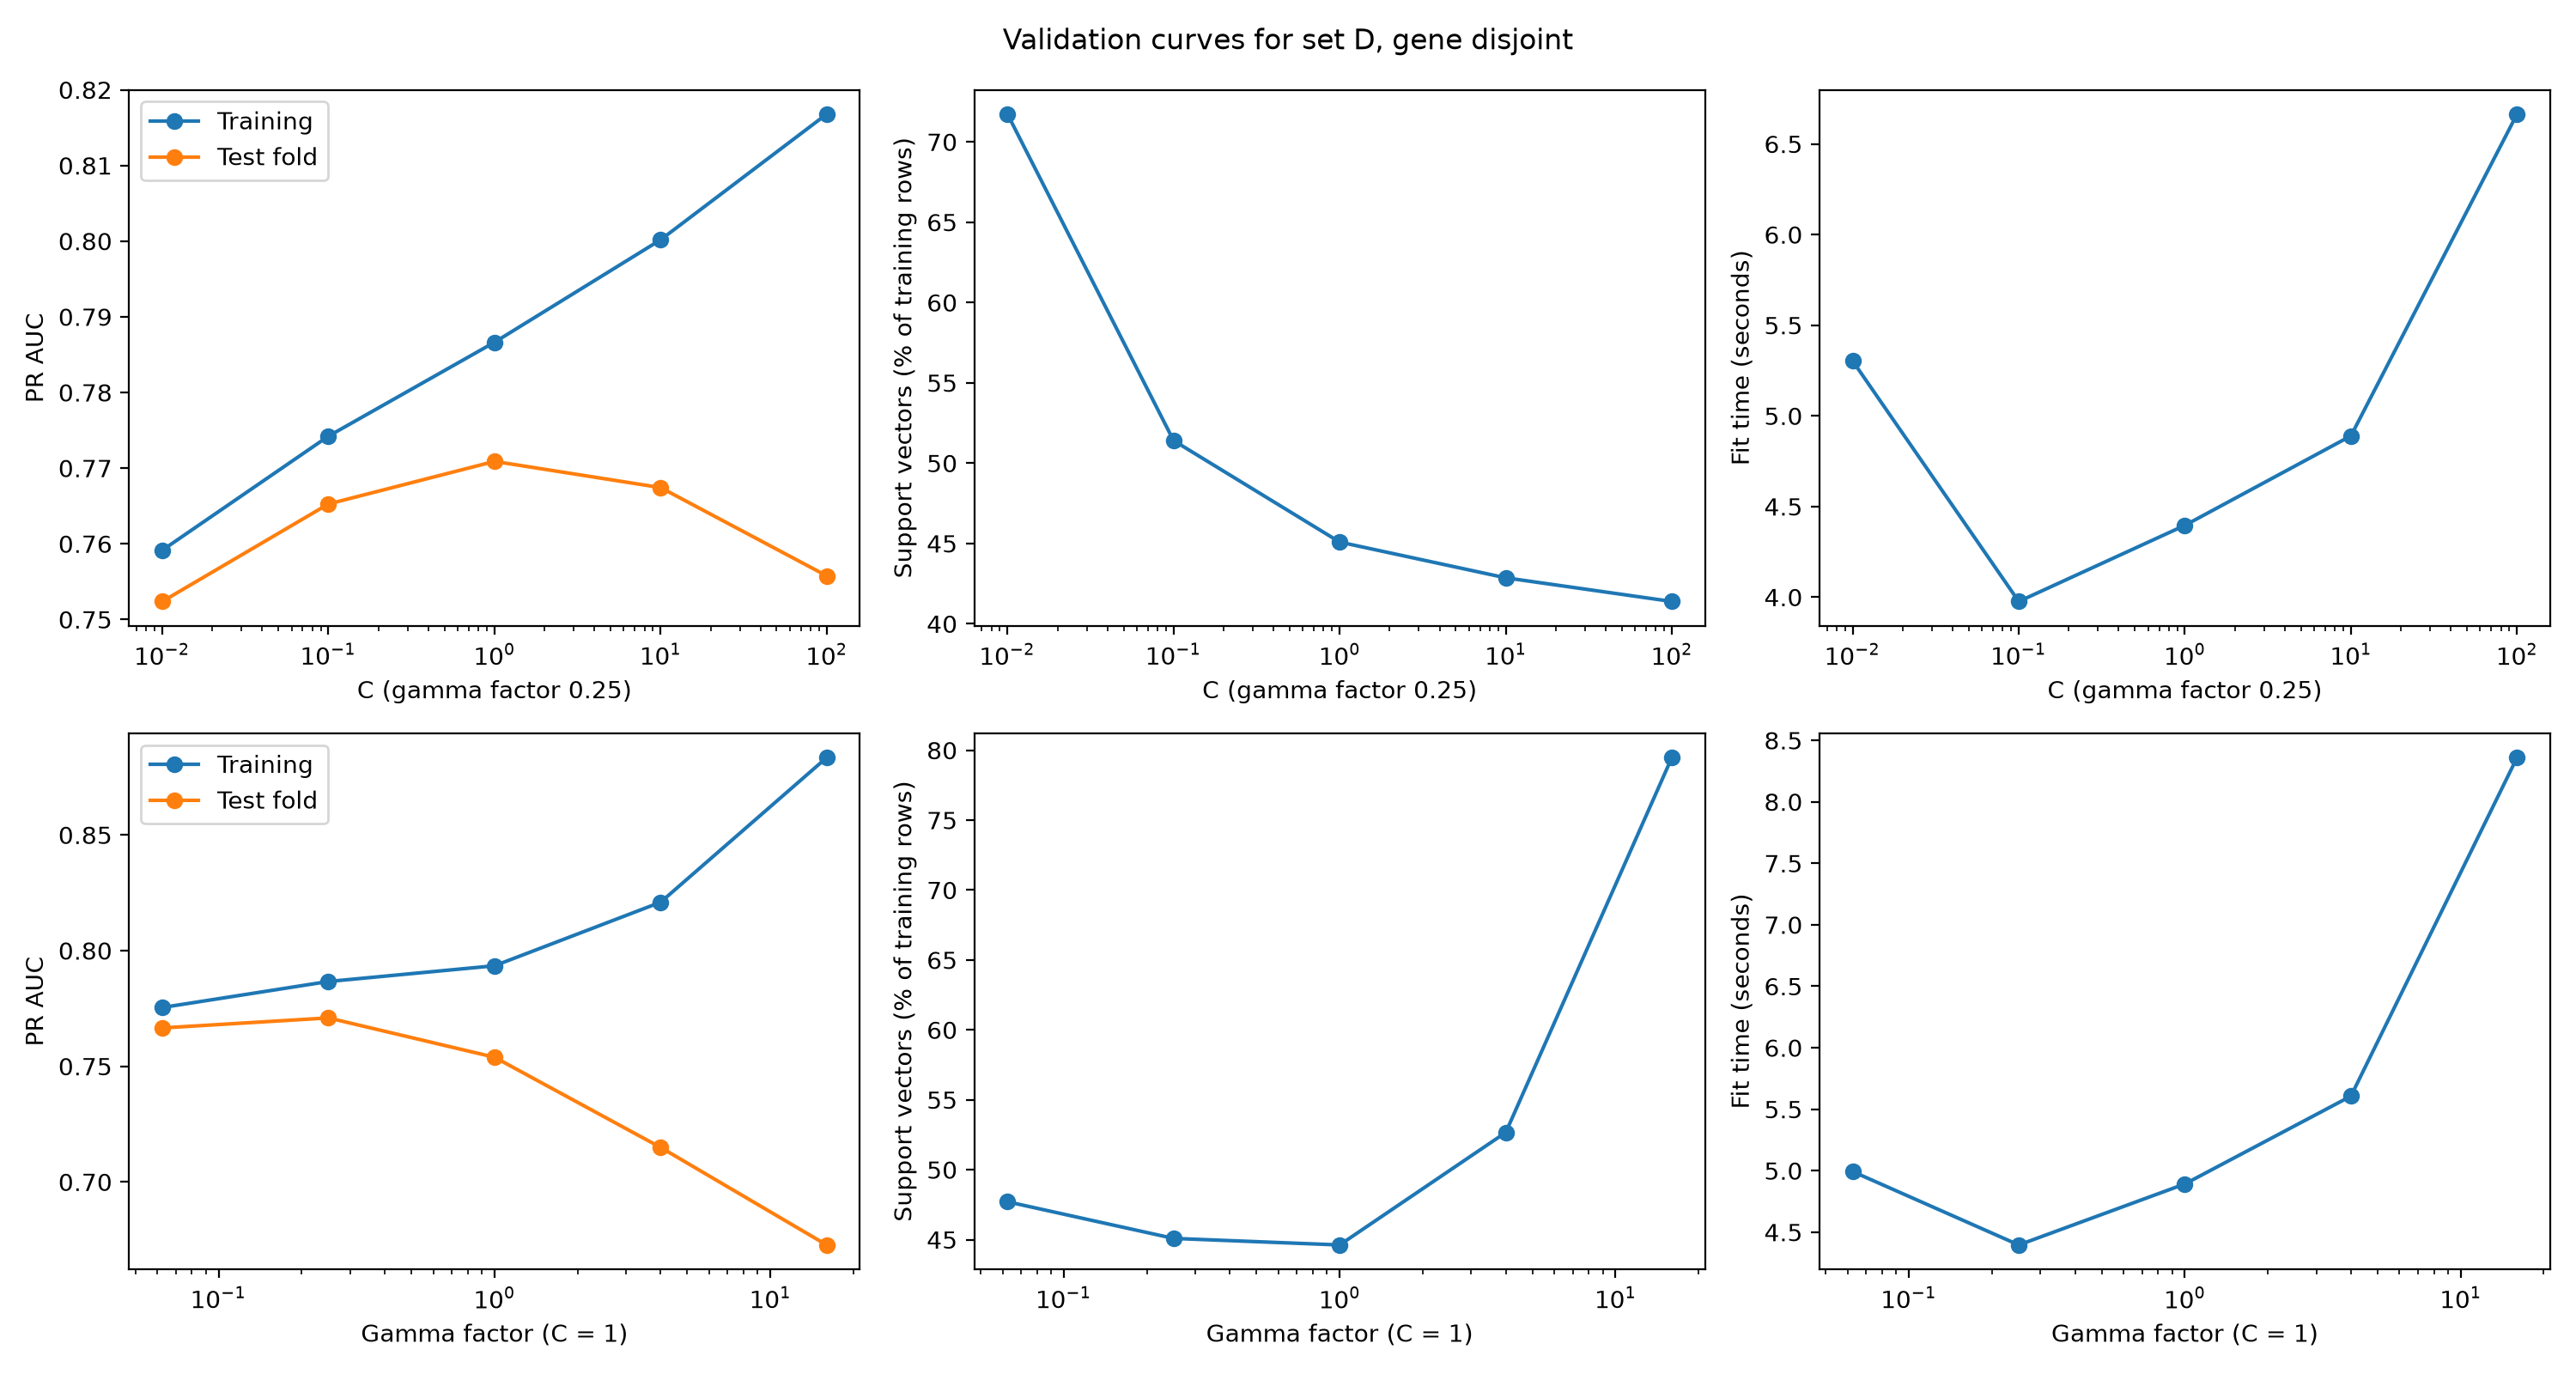 Validation curves for set D, gene disjoint
PR AUC
0.82
0.81
0.80
0.79
0.78
0.77
0.76
0.75
Training
Test fold
10⁻² 10⁻¹ 10⁰ 10¹ 10²
C (gamma factor 0.25)
Support vectors (% of training rows)
70
65
60
55
50
45
40
10⁻² 10⁻¹ 10⁰ 10¹ 10²
C (gamma factor 0.25)
Fit time (seconds)
6.5
6.0
5.5
5.0
4.5
4.0
10⁻² 10⁻¹ 10⁰ 10¹ 10²
C (gamma factor 0.25)
PR AUC
0.85
0.80
0.75
0.70
Training
Test fold
10⁻¹ 10⁰ 10¹
Gamma factor (C = 1)
Support vectors (% of training rows)
80
75
70
65
60
55
50
45
10⁻¹ 10⁰ 10¹
Gamma factor (C = 1)
Fit time (seconds)
8.5
8.0
7.5
7.0
6.5
6.0
5.5
5.0
4.5
10⁻¹ 10⁰ 10¹
Gamma factor (C = 1)